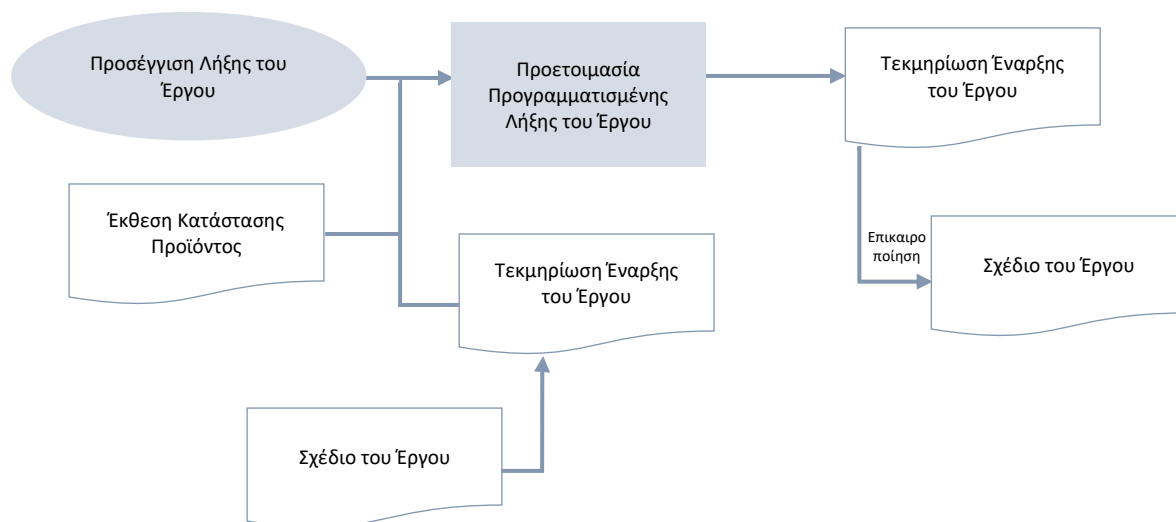 Προσέγγιση Λήξης του
Έργου
Προετοιμασία
Προγραμματισμένης
Λήξης του Έργου
Τεκμηρίωση Έναρξης
του Έργου
Έκθεση Κατάστασης
Προϊόντος
Τεκμηρίωση Έναρξης
του Έργου
Επικαιρο
ποίηση
Σχέδιο του Έργου
Σχέδιο του Έργου